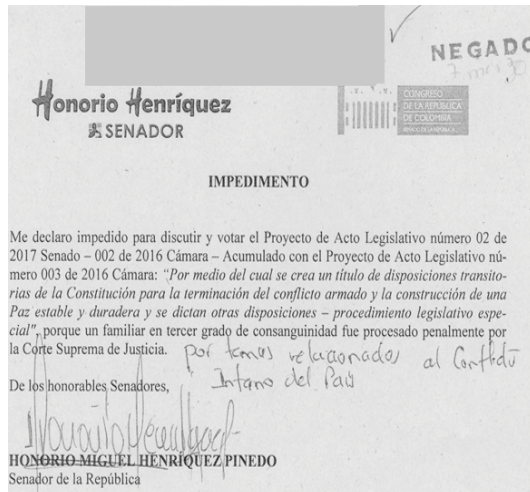 NEGADO
Honorio Henríquez
SENADOR
CONGRESO
DE LA REPÚBLICA
DE COLOMBIA
IMPEDIMENTO
Me declaro impedido para discutir y votar el Proyecto de Acto Legislativo número 02 de
2017 Senado – 002 de 2016 Cámara – Acumulado con el Proyecto de Acto Legislativo nú-
mero 003 de 2016 Cámara: "Por medio del cual se crea un título de disposiciones transito-
rias de la Constitución para la terminación del conflicto armado y la construcción de una
Paz estable y duradera y se dictan otras disposiciones – procedimiento legislativo espe-
cial", porque un familiar en tercer grado de consanguinidad fue procesado penalmente por
la Corte Suprema de Justicia. por temas relacionados al Conflicto
De los honorables Senadores, Interno del País
HONORIO MIGUEL HENRÍQUEZ PINEDO
Senador de la República